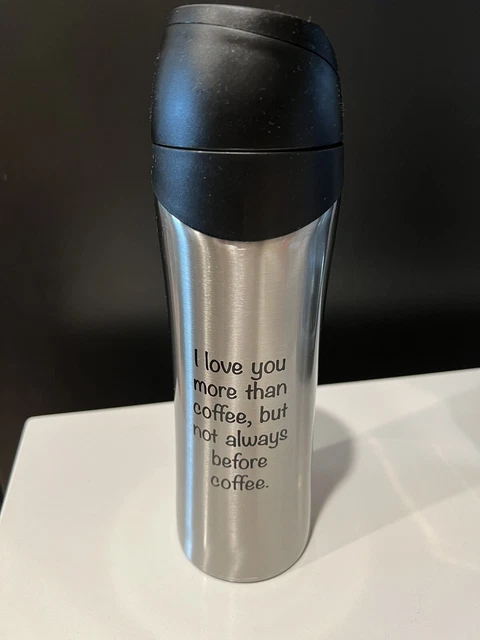 I love you
more than
coffee, but
not always
before
coffee.